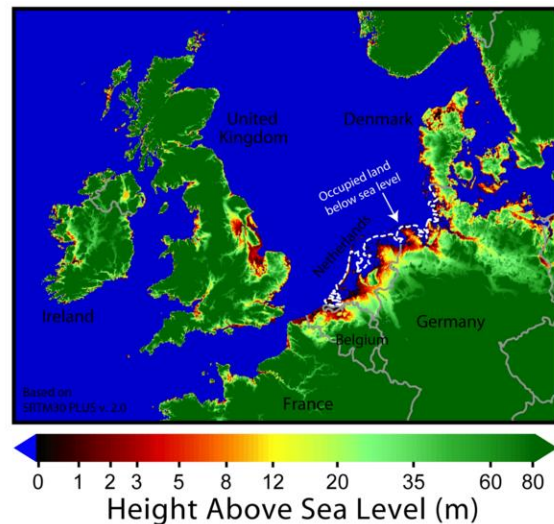 United
Kingdom
Denmark
Occupied land
below sea level
Netherlands
Ireland
Germany
Belgium
France
Based on
SRTM30 PLUS v. 2.0
0 1 2 3 5 8 12 20 35 60 80
Height Above Sea Level (m)